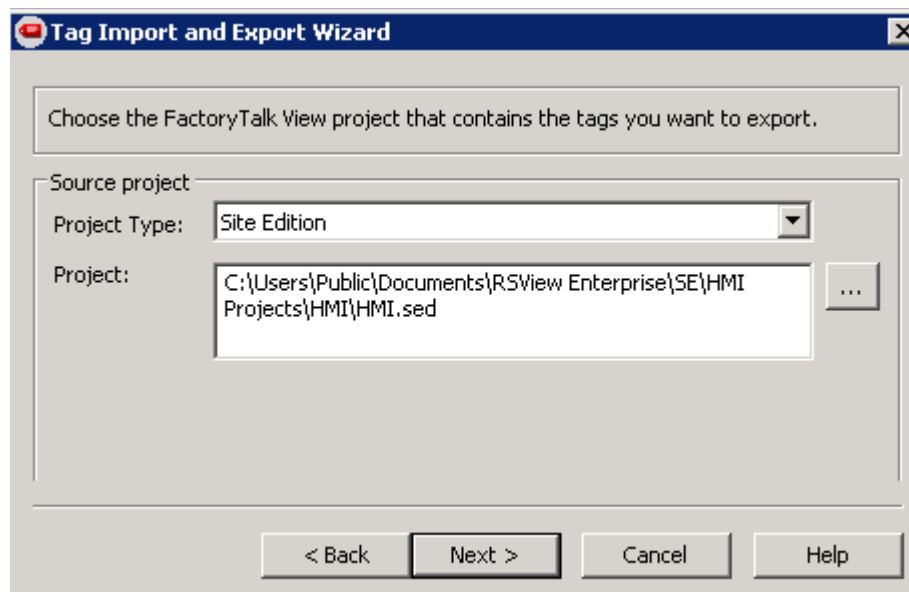 Tag Import and Export Wizard
Choose the FactoryTalk View project that contains the tags you want to export.
Source project
Project Type:
Site Edition
Project:
C:\Users\Public\Documents\RSView Enterprise\SE\HMI
Projects\HMI\HMI.sed
...
< Back
Next >
Cancel
Help